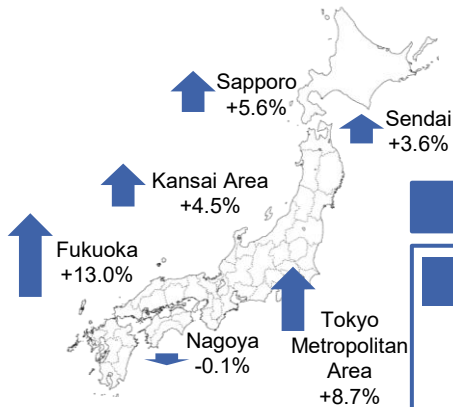 Sapporo
+5.6%
Sendai
+3.6%
Kansai Area
+4.5%
Fukuoka
+13.0%
Nagoya
-0.1%
Tokyo
Metropolitan
Area
+8.7%